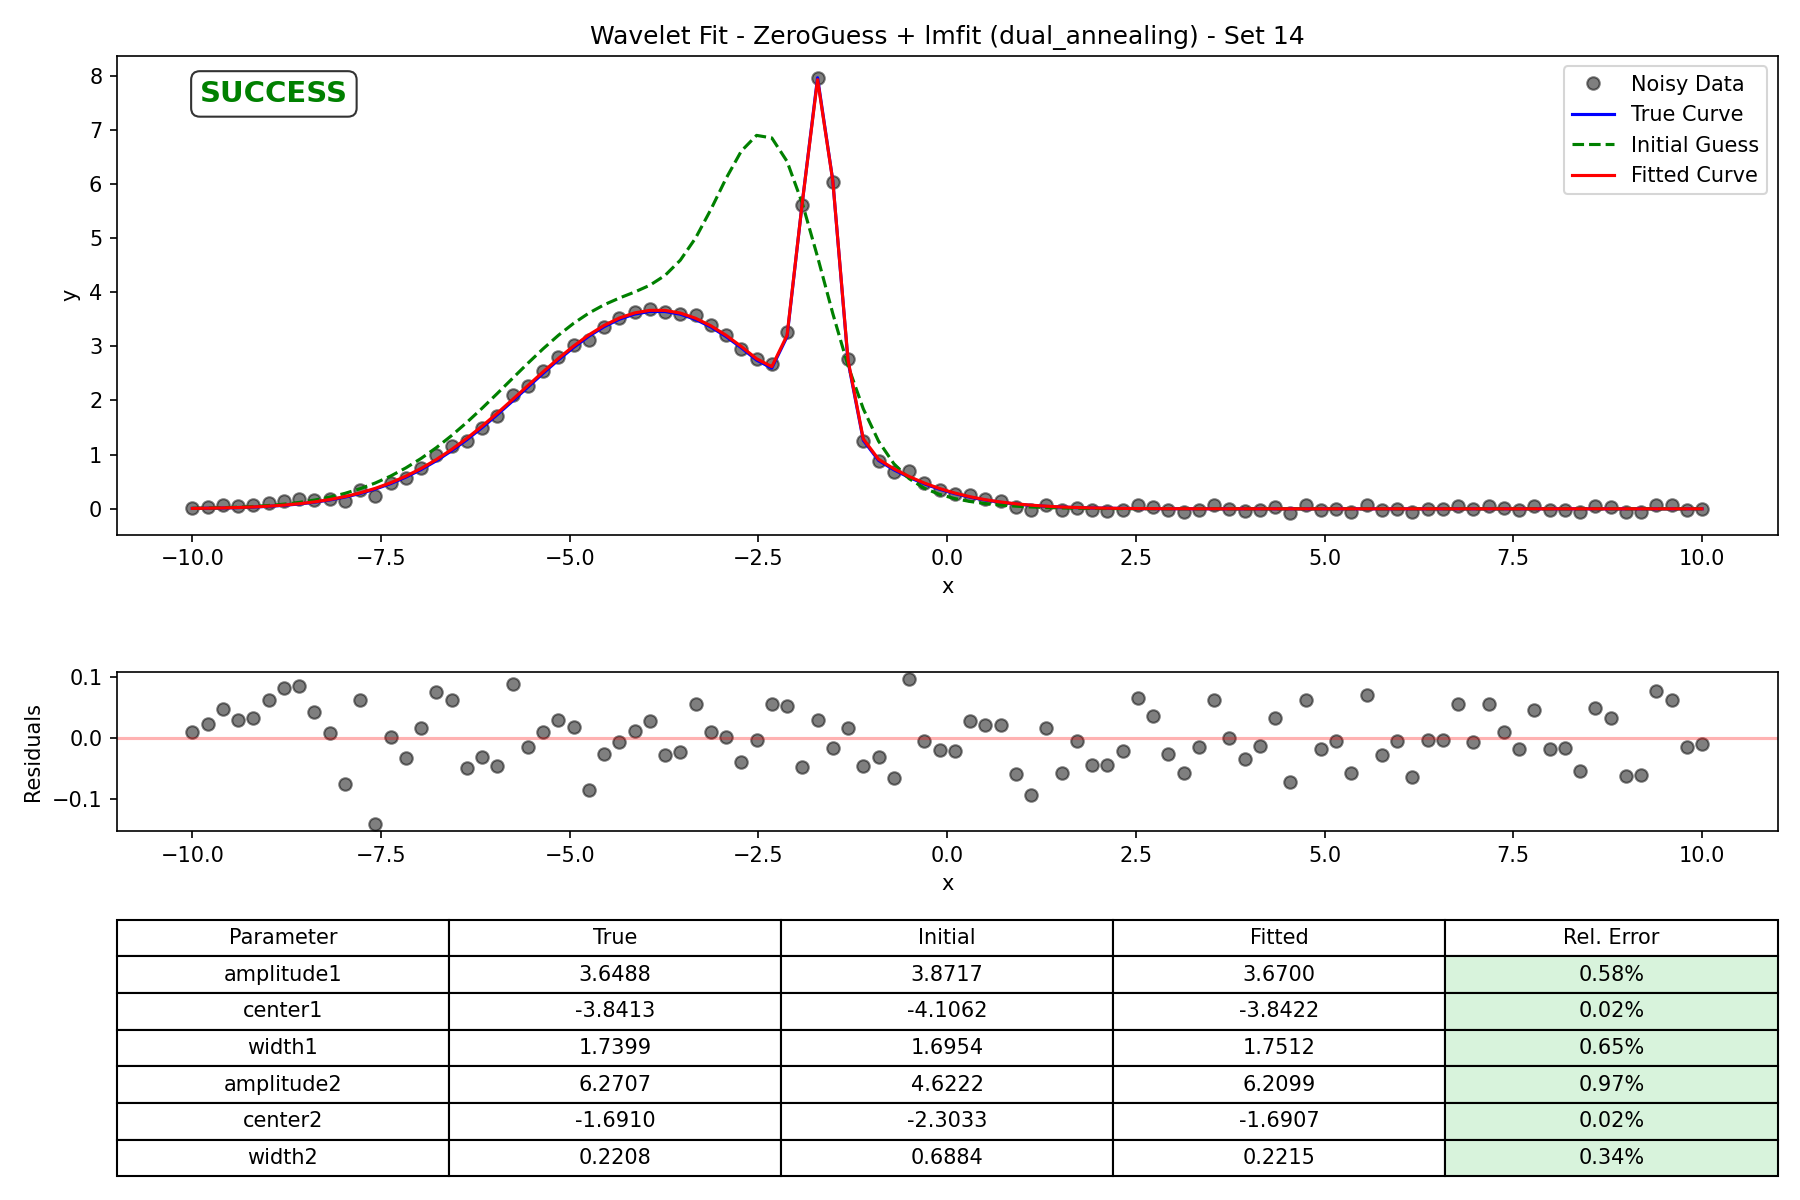 Wavelet Fit - ZeroGuess + lmfit (dual_annealing) - Set 14
SUCCESS
Noisy Data
True Curve
Initial Guess
Fitted Curve
y
8
7
6
5
4
3
2
1
0
−10.0 −7.5 −5.0 −2.5 0.0 2.5 5.0 7.5 10.0
x
Residuals
0.1
0.0
−0.1
−10.0 −7.5 −5.0 −2.5 0.0 2.5 5.0 7.5 10.0
x
Parameter True Initial Fitted Rel. Error
amplitude1 3.6488 3.8717 3.6700 0.58%
center1 -3.8413 -4.1062 -3.8422 0.02%
width1 1.7399 1.6954 1.7512 0.65%
amplitude2 6.2707 4.6222 6.2099 0.97%
center2 -1.6910 -2.3033 -1.6907 0.02%
width2 0.2208 0.6884 0.2215 0.34%